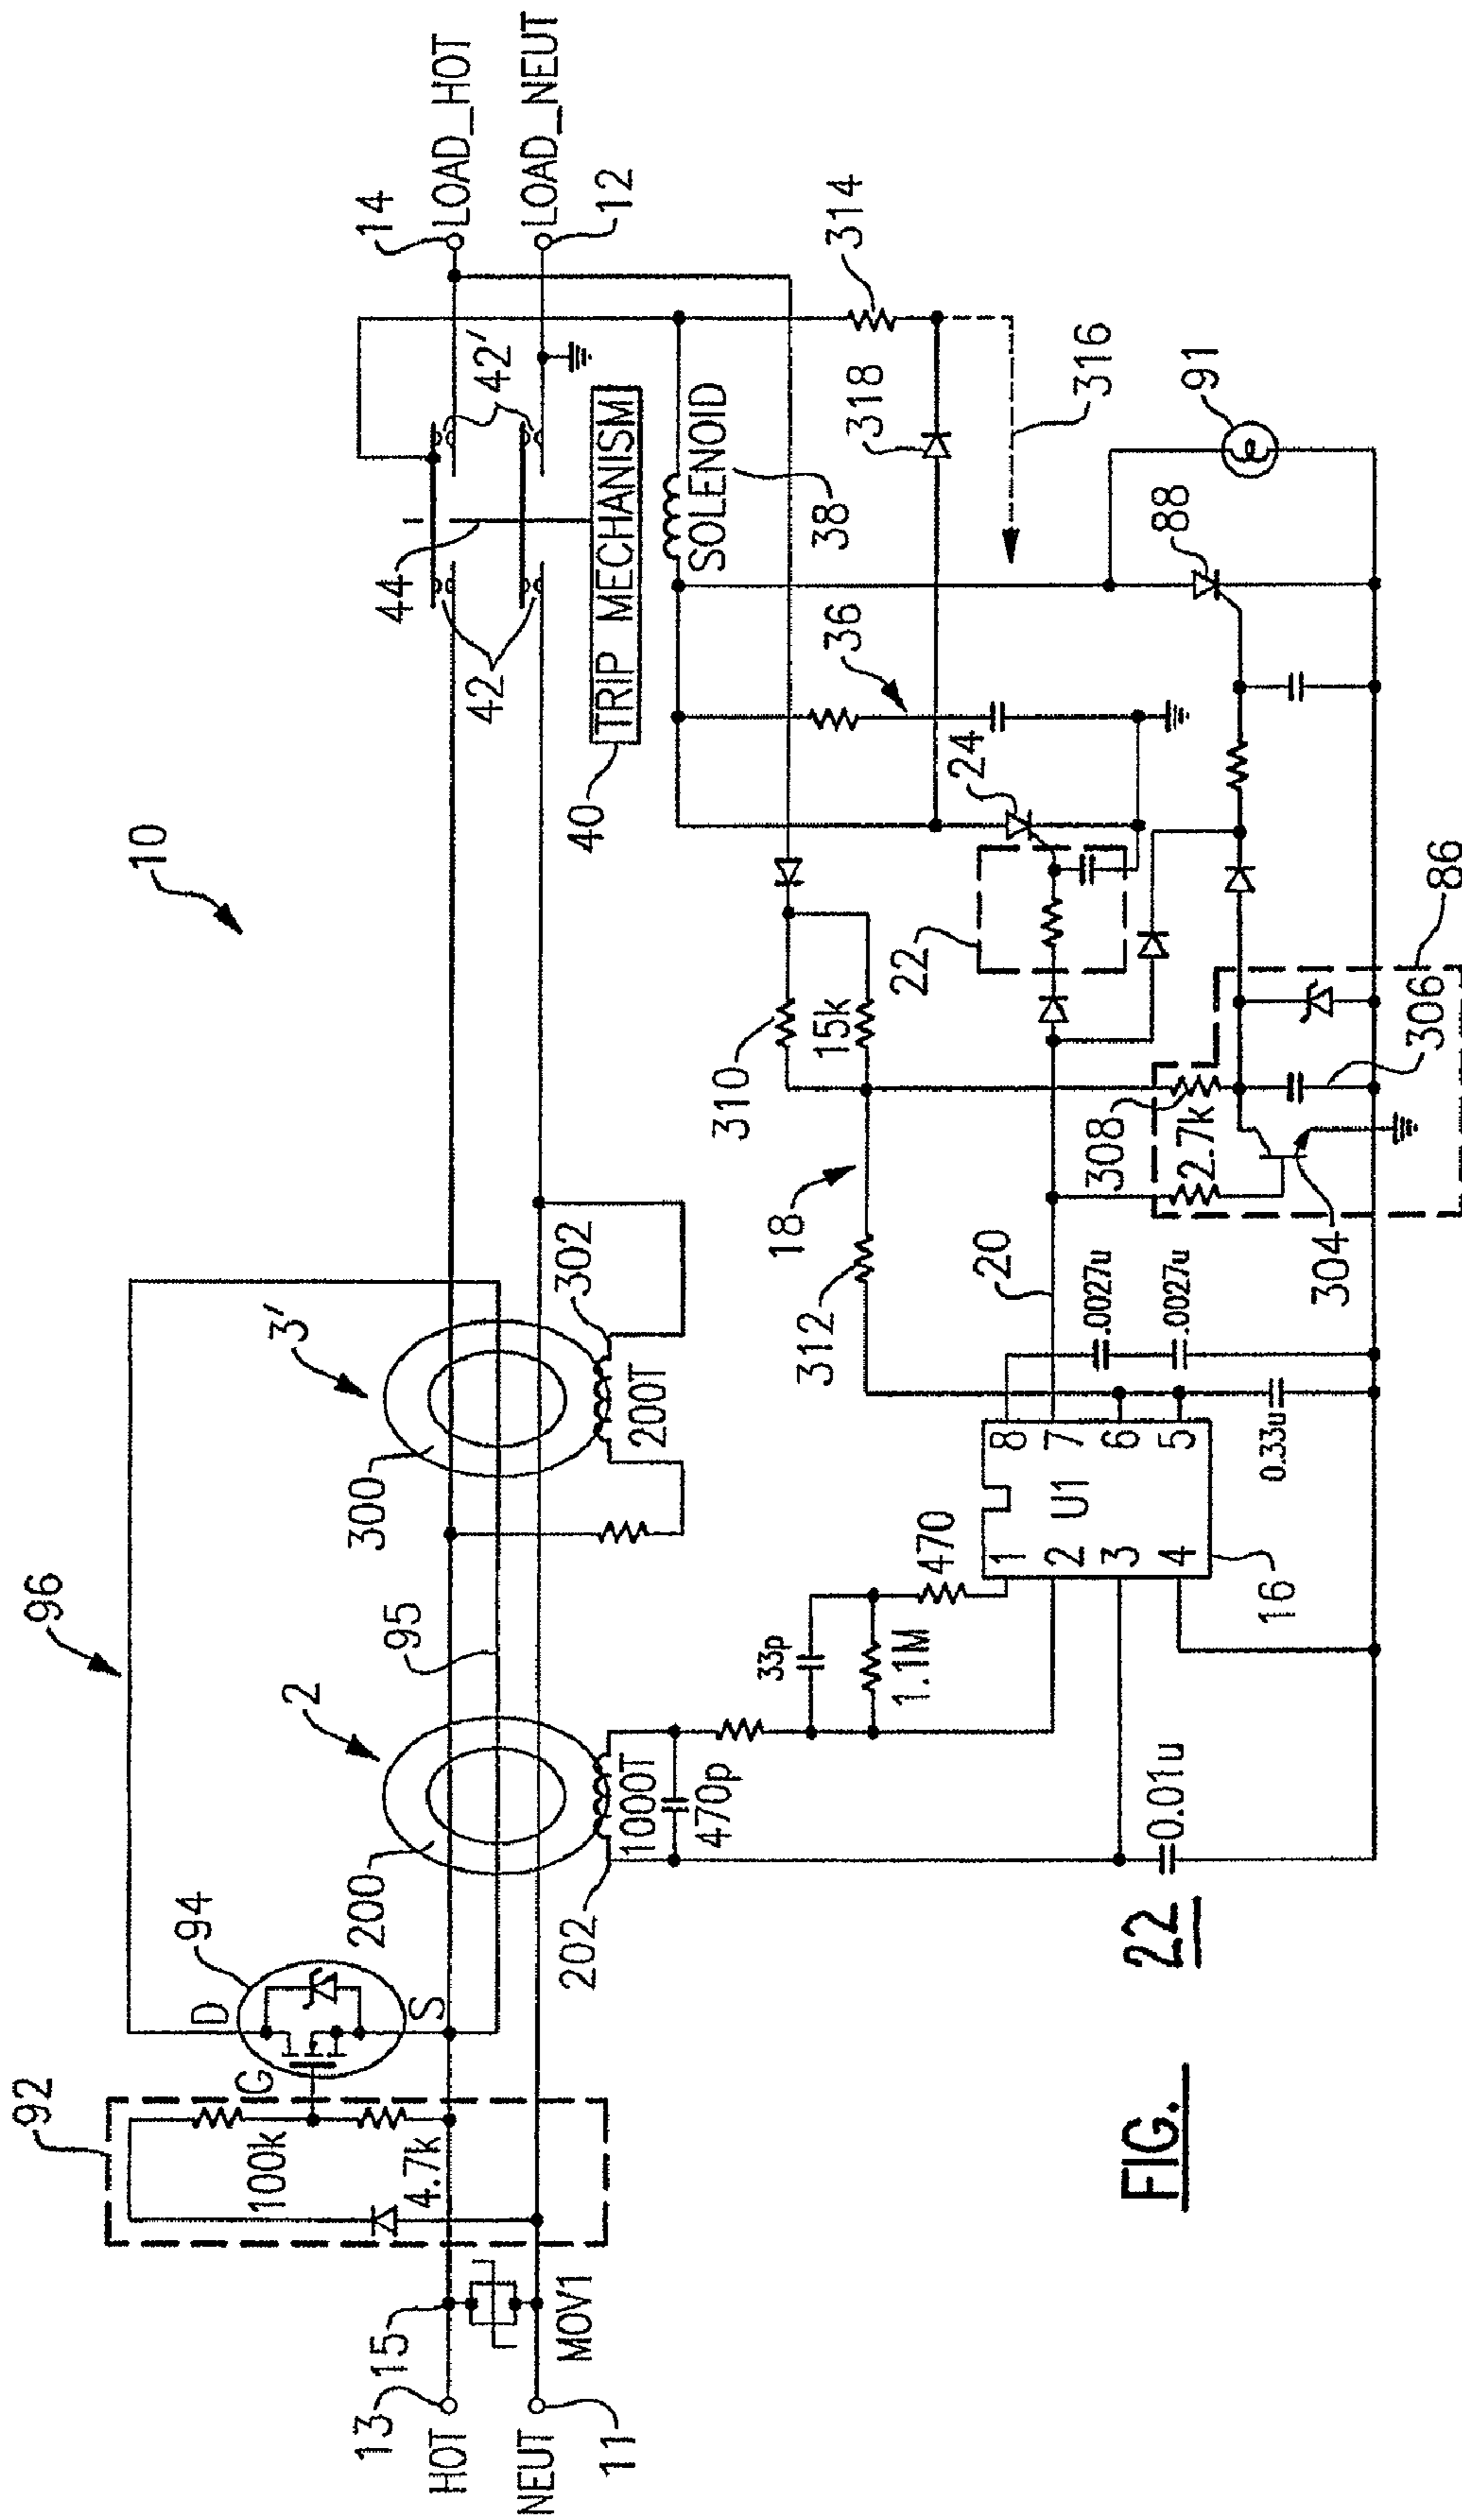 10
96
92
94
D
G
S
100k
4.7k
13
15
HOT
NEUT
11
MOV1
2
200
202
1000T
470p
95
3'
300
302
200T
44
42
42'
14
LOAD_HOT
LOAD_NEUT
12
40
TRIP MECHANISM
SOLENOID
38
314
318
316
36
24
22
88
91
310
15k
18
312
20
308
2.7k
304
306
86
.0027u
.0027u
0.33u
33p
1.1M
470
1
2
3
4
U1
8
7
6
5
16
0.01u
FIG. 22